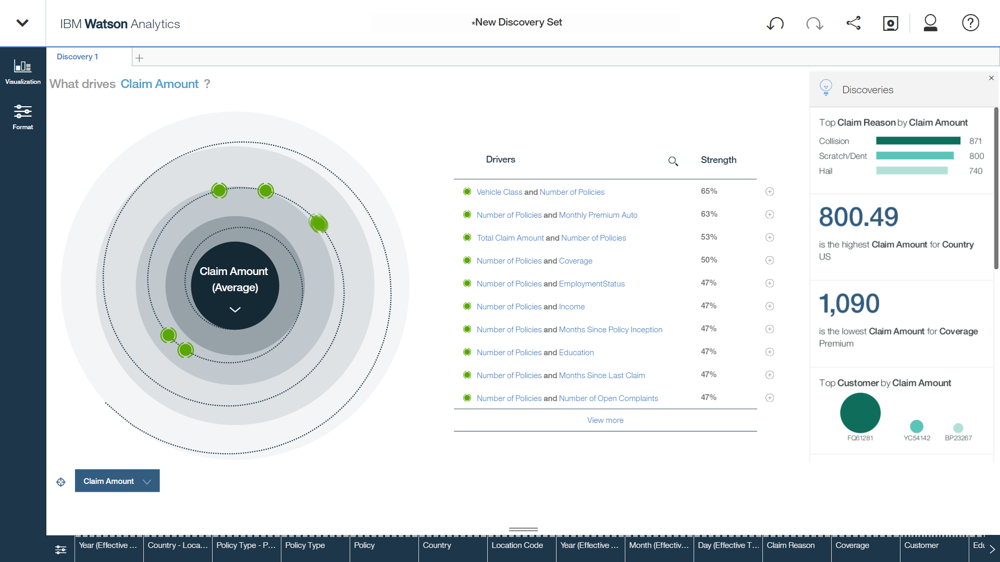 IBM Watson Analytics
*New Discovery Set
Discovery 1
Visualization
Format
What drives Claim Amount ?
Claim Amount
(Average)
Drivers
Strength
Vehicle Class and Number of Policies 65%
Number of Policies and Monthly Premium Auto 63%
Total Claim Amount and Number of Policies 53%
Number of Policies and Coverage 50%
Number of Policies and EmploymentStatus 47%
Number of Policies and Income 47%
Number of Policies and Months Since Policy Inception 47%
Number of Policies and Education 47%
Number of Policies and Months Since Last Claim 47%
Number of Policies and Number of Open Complaints 47%
View more
Discoveries
Top Claim Reason by Claim Amount
Collision 871
Scratch/Dent 800
Hail 740
800.49
is the highest Claim Amount for Country
US
1,090
is the lowest Claim Amount for Coverage
Premium
Top Customer by Claim Amount
FQ61281 YC54142 BP23267
Claim Amount
Year (Effective ... Country - Loca... Policy Type - P... Policy Type Policy Country Location Code Year (Effective ... Month (Effectiv... Day (Effective T... Claim Reason Coverage Customer Edu